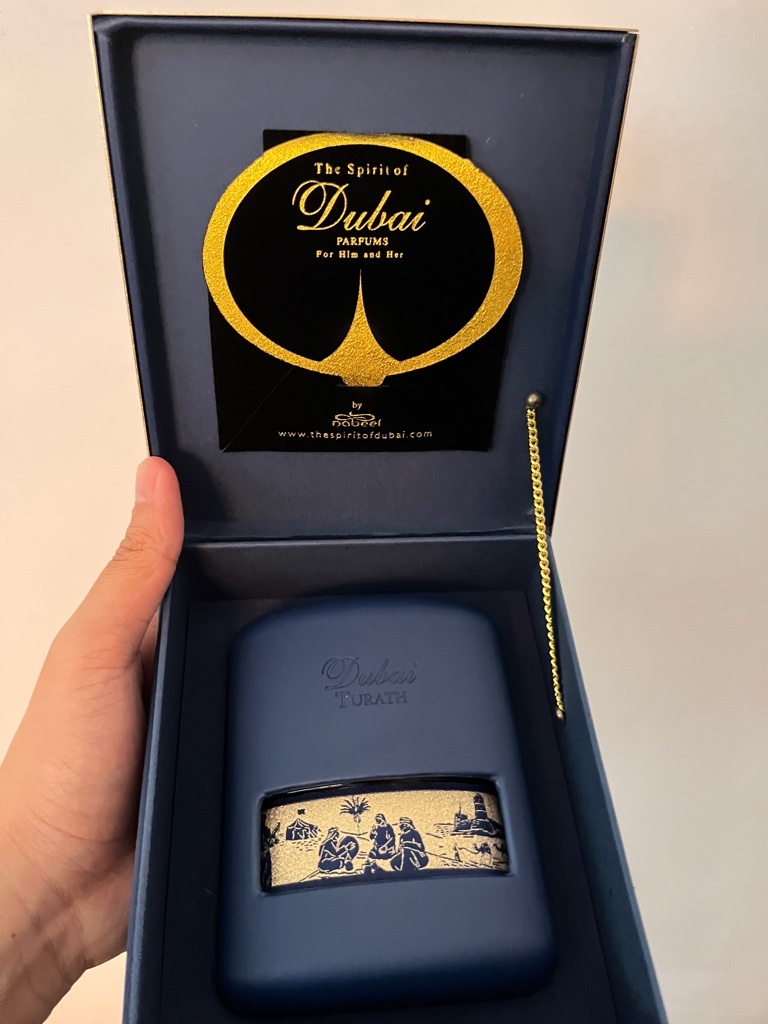 The Spirit of
Dubai
PARFUMS
For Him and Her
by
nabeel
www.thespiritofdubai.com
Dubai
TURATH